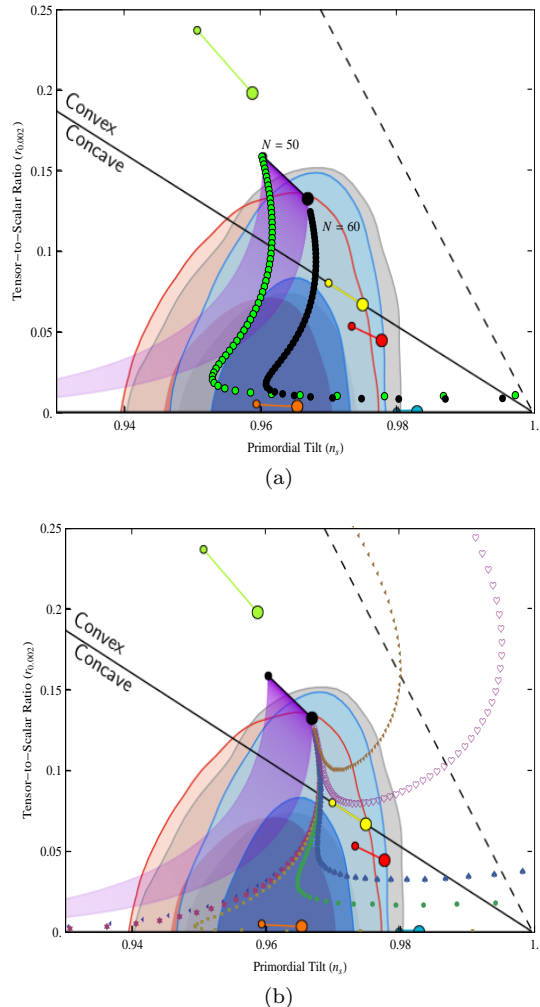 0.25
0.2
0.15
0.1
0.05
0.
Tensor−to−Scalar Ratio (r0.002)
Convex
Concave
N = 50
N = 60
0.94
0.96
0.98
1.
Primordial Tilt (ns)
(a)
0.25
0.2
0.15
0.1
0.05
0.
Tensor−to−Scalar Ratio (r0.002)
Convex
Concave
0.94
0.96
0.98
1.
Primordial Tilt (ns)
(b)